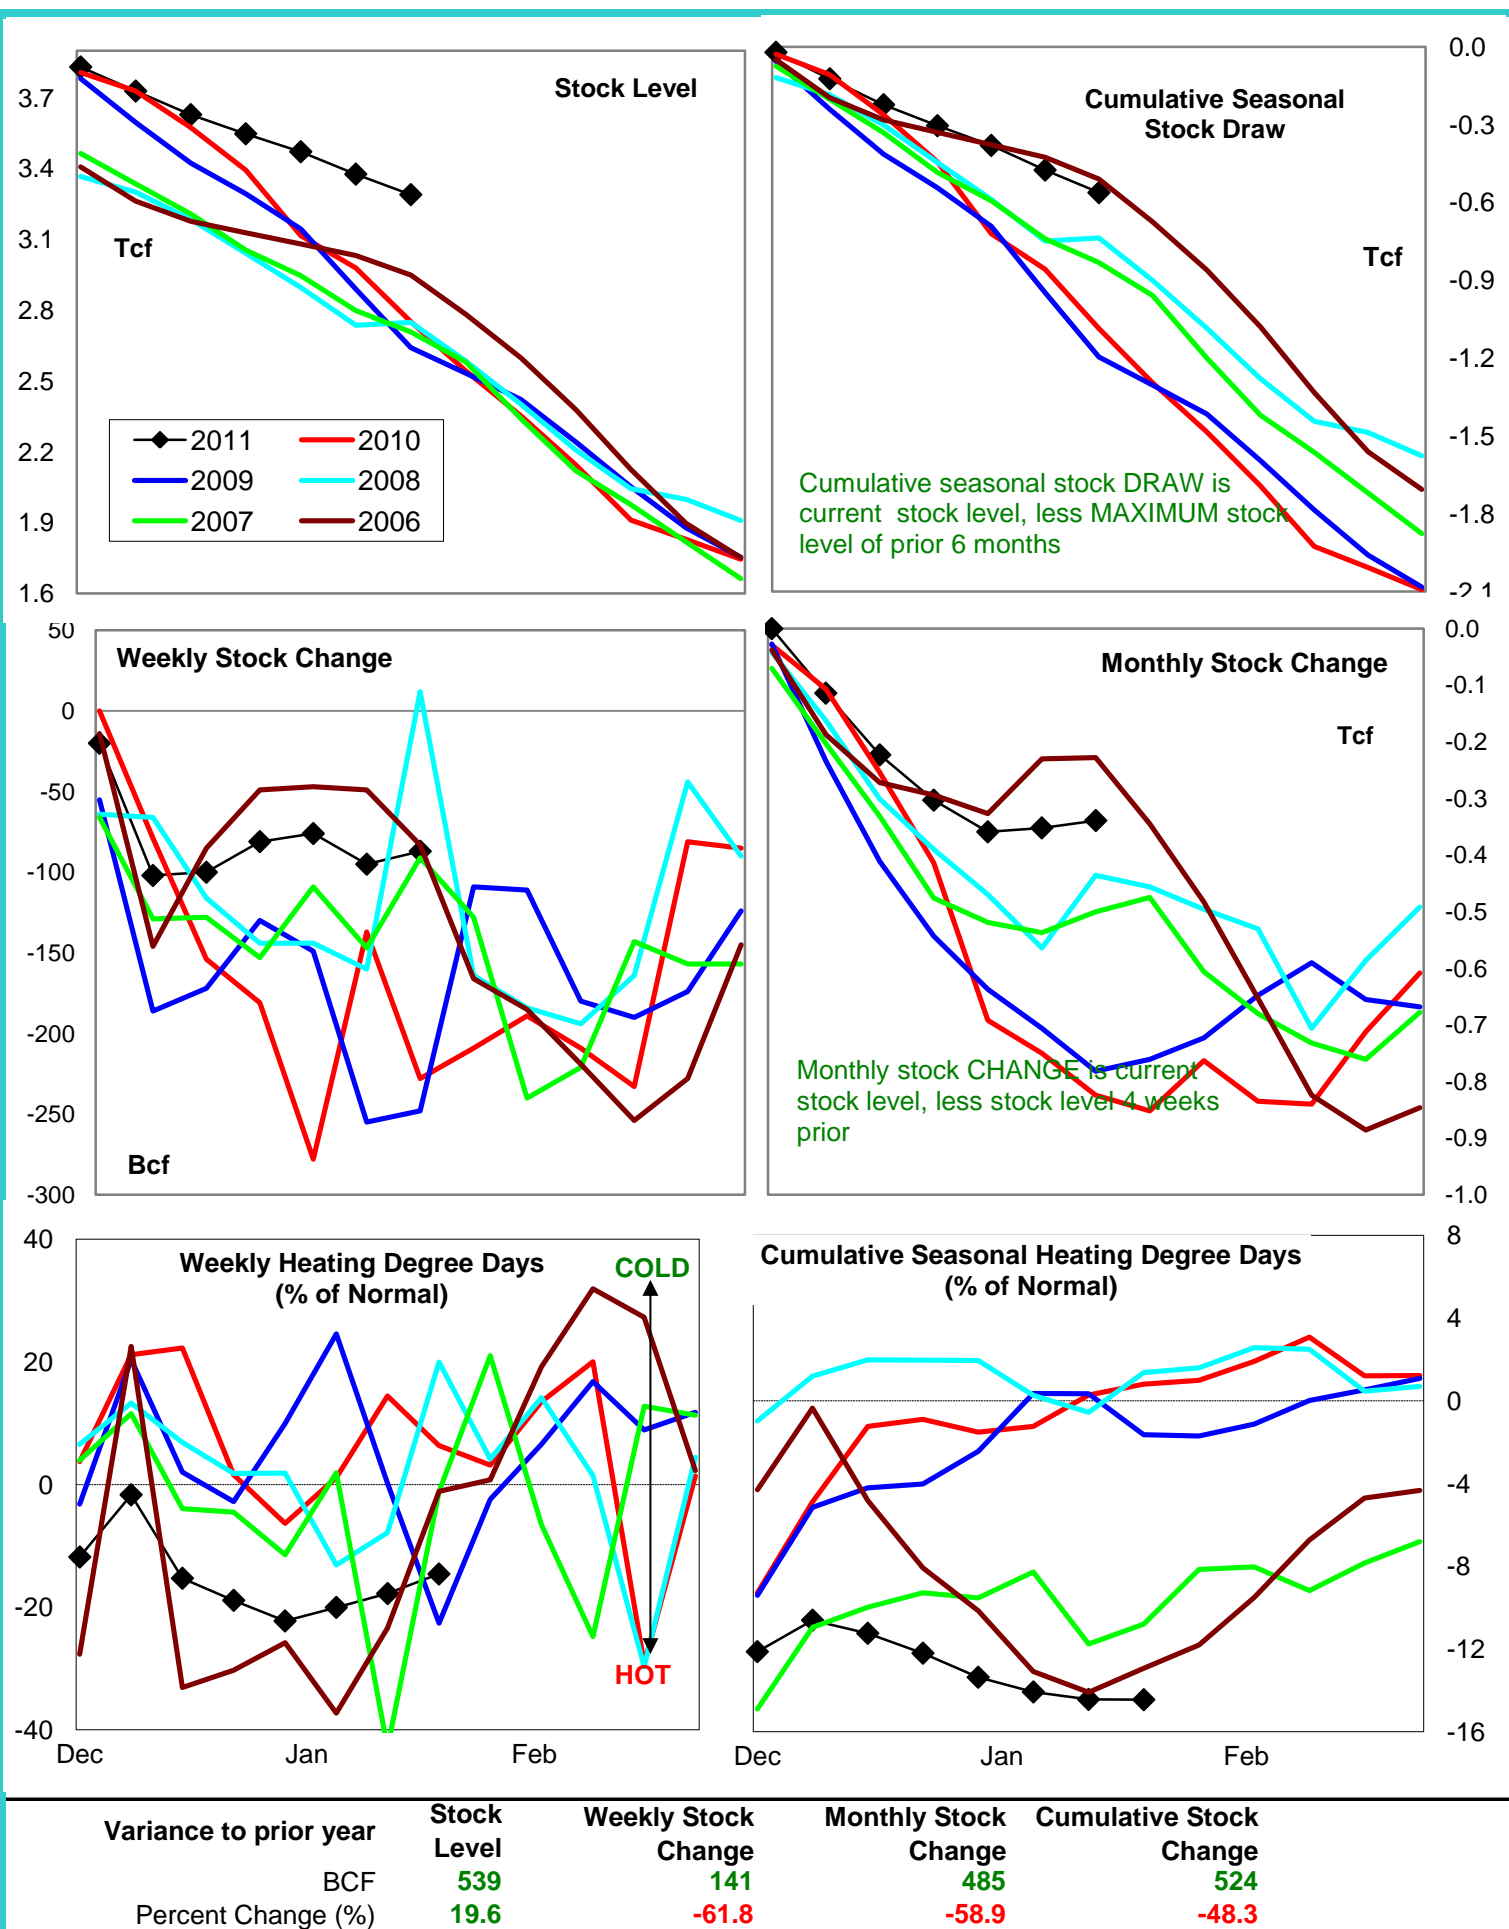 Stock Level
Tcf
3.7
3.4
3.1
2.8
2.5
2.2
1.9
1.6
2011
2010
2009
2008
2007
2006
Cumulative Seasonal
Stock Draw
Tcf
0.0
-0.3
-0.6
-0.9
-1.2
-1.5
-1.8
-2.1
Cumulative seasonal stock DRAW is
current stock level, less MAXIMUM stock
level of prior 6 months
Weekly Stock Change
50
0
-50
-100
-150
-200
-250
-300
Bcf
Monthly Stock Change
Tcf
0.0
-0.1
-0.2
-0.3
-0.4
-0.5
-0.6
-0.7
-0.8
-0.9
-1.0
Monthly stock CHANGE is current
stock level, less stock level 4 weeks
prior
Weekly Heating Degree Days
(% of Normal)
COLD
HOT
40
20
0
-20
-40
Dec
Jan
Feb
Cumulative Seasonal Heating Degree Days
(% of Normal)
8
4
0
-4
-8
-12
-16
Dec
Jan
Feb
Variance to prior year Stock Level Weekly Stock Change Monthly Stock Change Cumulative Stock Change
BCF 539 141 485 524
Percent Change (%) 19.6 -61.8 -58.9 -48.3